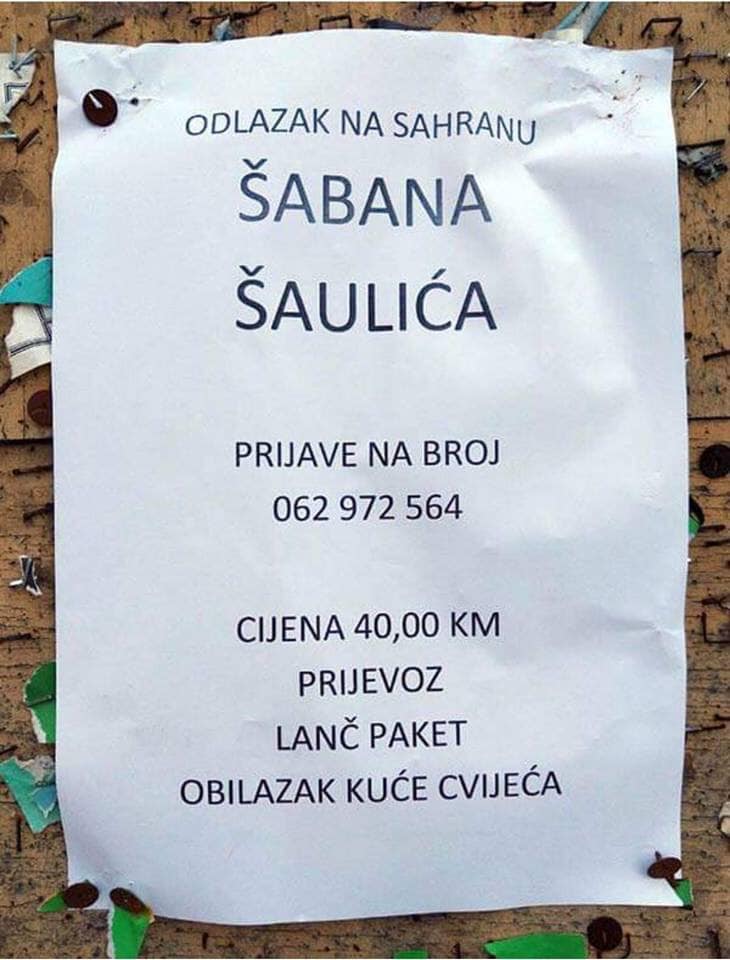 ODLAZAK NA SAHRANU
ŠABANA
ŠAULIĆA
PRIJAVE NA BROJ
062 972 564
CIJENA 40,00 KM
PRIJEVOZ
LANČ PAKET
OBILAZAK KUĆE CVIJEĆA